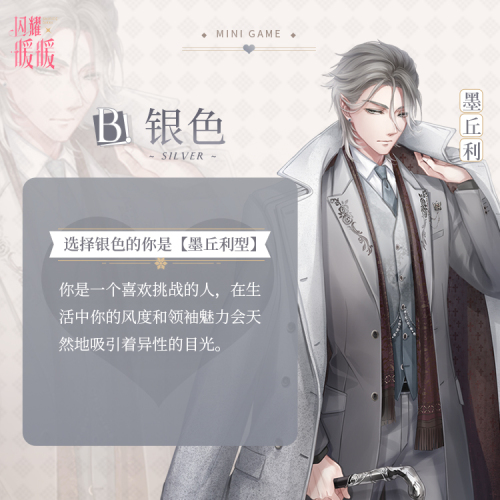 闪耀
暖暖
MINI GAME
B! 银色
~ SILVER ~
墨丘利
选择银色的你是【墨丘利型】
你是一个喜欢挑战的人，在生
活中你的风度和领袖魅力会天
然地吸引着异性的目光。